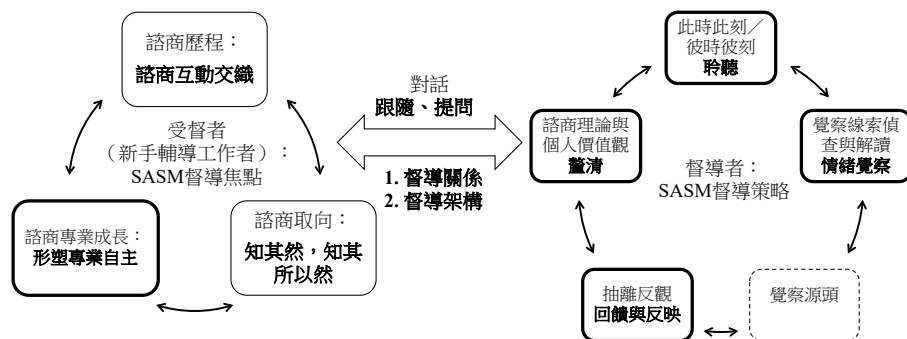 諮商歷程：
諮商互動交織
受督者
（新手輔導工作者）：
SASM督導焦點
諮商專業成長：
形塑專業自主
諮商取向：
知其然，知其
所以然
對話
跟隨、提問
1. 督導關係
2. 督導架構
此時此刻／
彼時彼刻
聆聽
諮商理論與
個人價值觀
釐清
覺察線索偵
查與解讀
情緒覺察
督導者：
SASM督導策略
抽離反觀
回饋與反映
覺察源頭